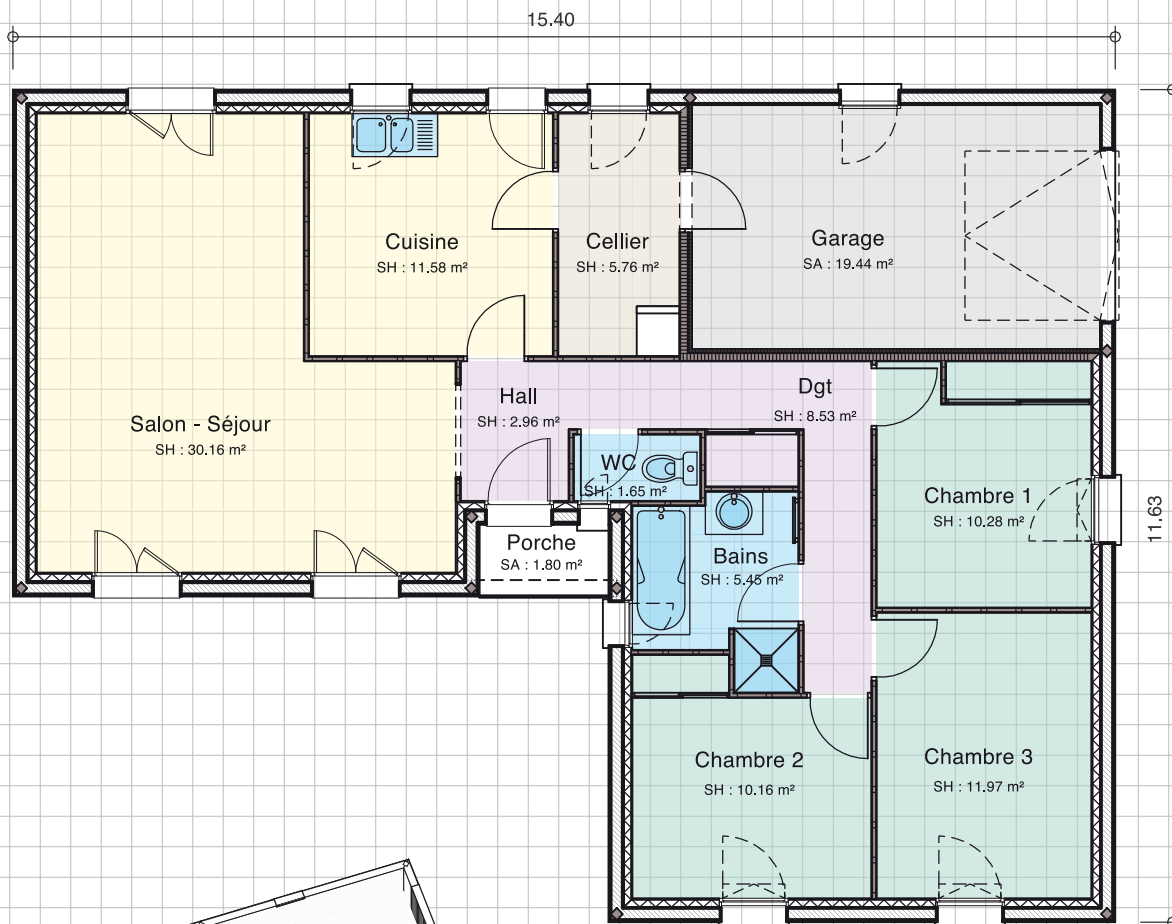 15.40
Cuisine
SH : 11.58 m²
Cellier
SH : 5.76 m²
Garage
SA : 19.44 m²
Salon - Séjour
SH : 30.16 m²
Hall
SH : 2.96 m²
Dgt
SH : 8.53 m²
WC
SH : 1.65 m²
Porche
SA : 1.80 m²
Bains
SH : 5.45 m²
Chambre 1
SH : 10.28 m²
11.63
Chambre 2
SH : 10.16 m²
Chambre 3
SH : 11.97 m²